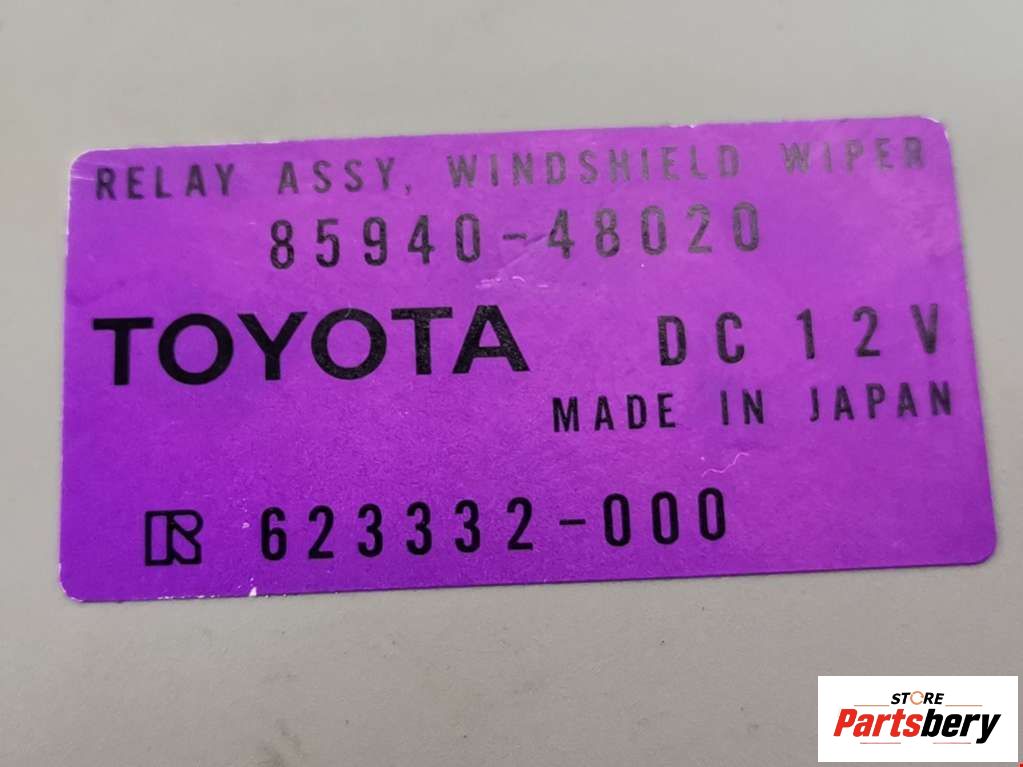 RELAY ASSY, WINDSHIELD WIPER
85940-48020
TOYOTA DC 12V
MADE IN JAPAN
R 623332-000
STORE
Partsbery